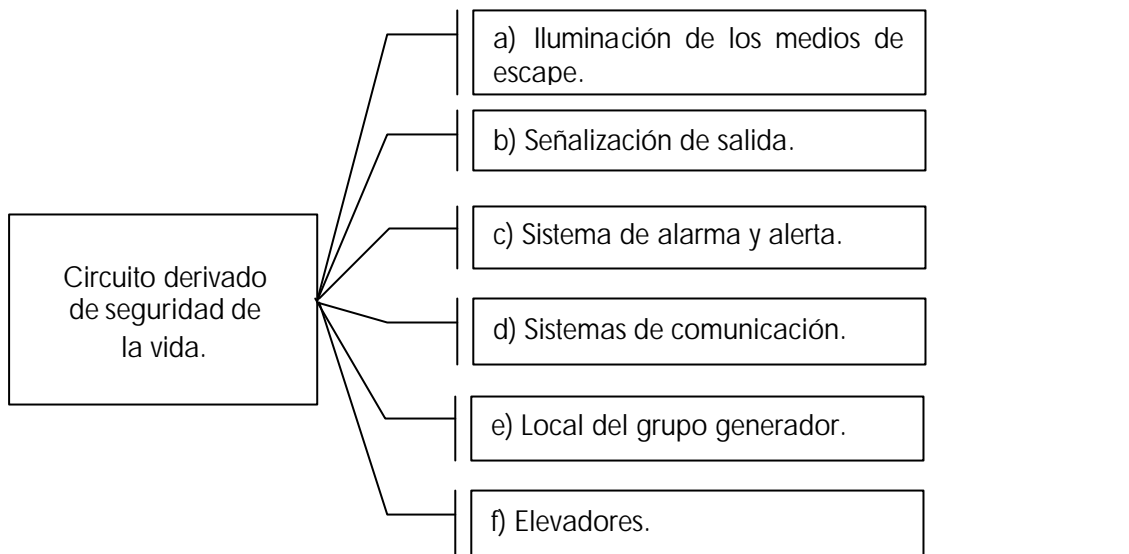 a) Iluminación de los medios de
escape.
b) Señalización de salida.
c) Sistema de alarma y alerta.
Circuito derivado
de seguridad de
la vida.
d) Sistemas de comunicación.
e) Local del grupo generador.
f) Elevadores.